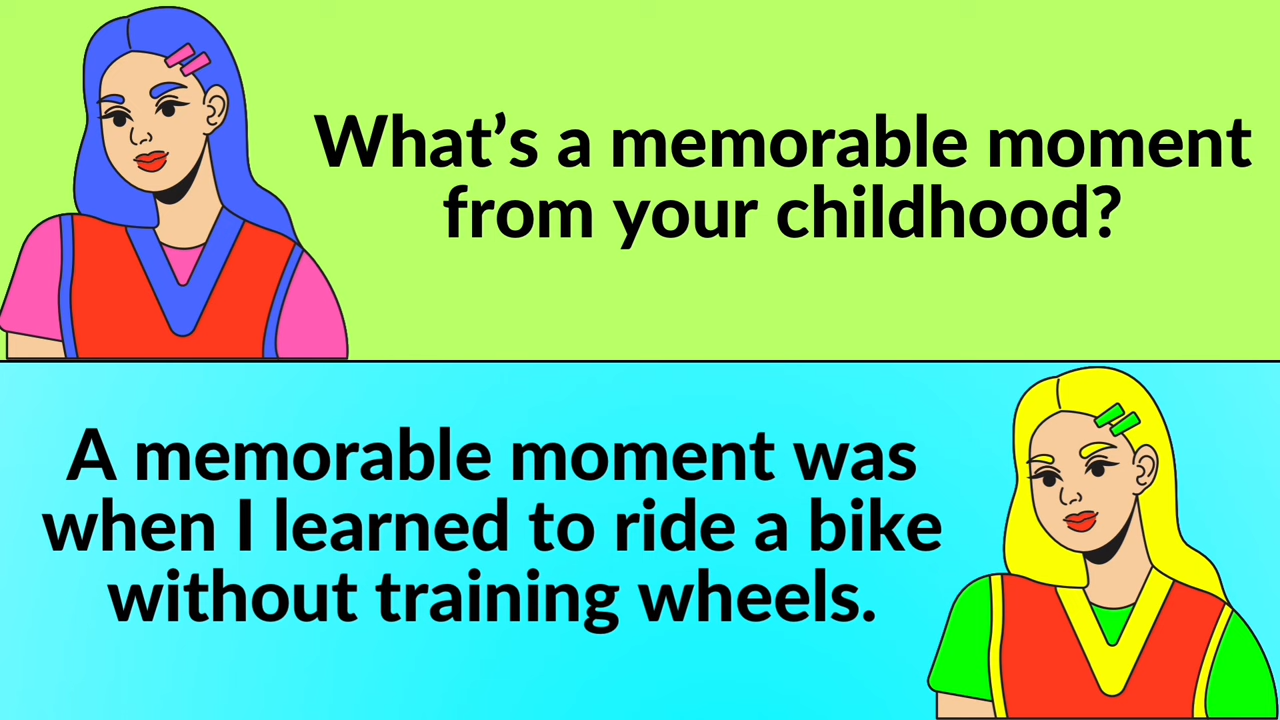 What’s a memorable moment
from your childhood?
A memorable moment was
when I learned to ride a bike
without training wheels.